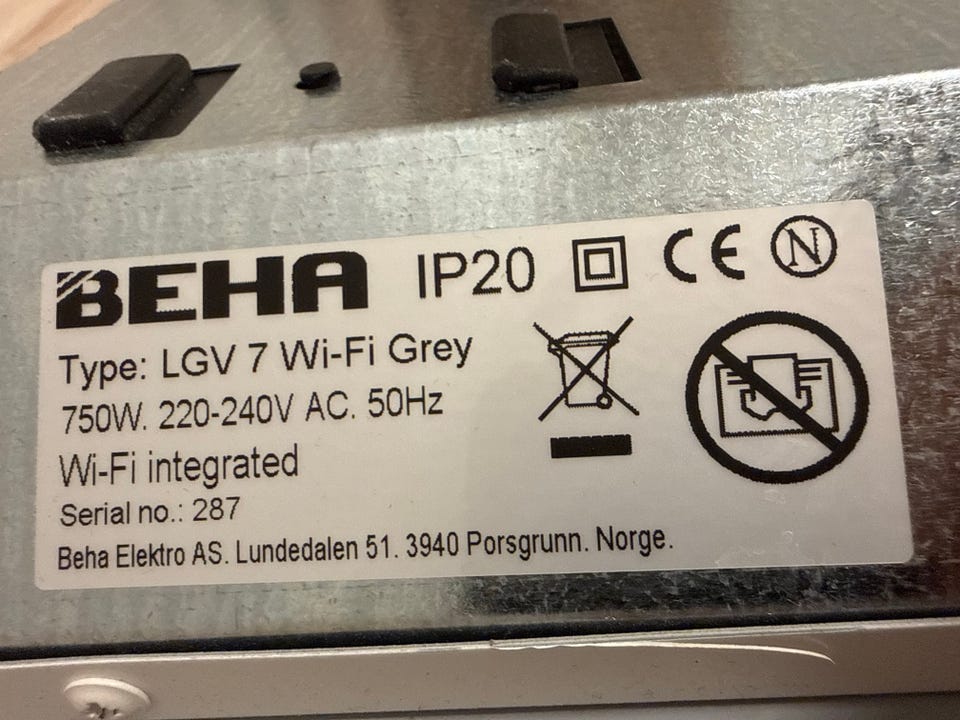 BEHA IP20 CE N
Type: LGV 7 Wi-Fi Grey
750W. 220-240V AC. 50Hz
Wi-Fi integrated
Serial no.: 287
Beha Elektro AS. Lundedalen 51. 3940 Porsgrunn. Norge.